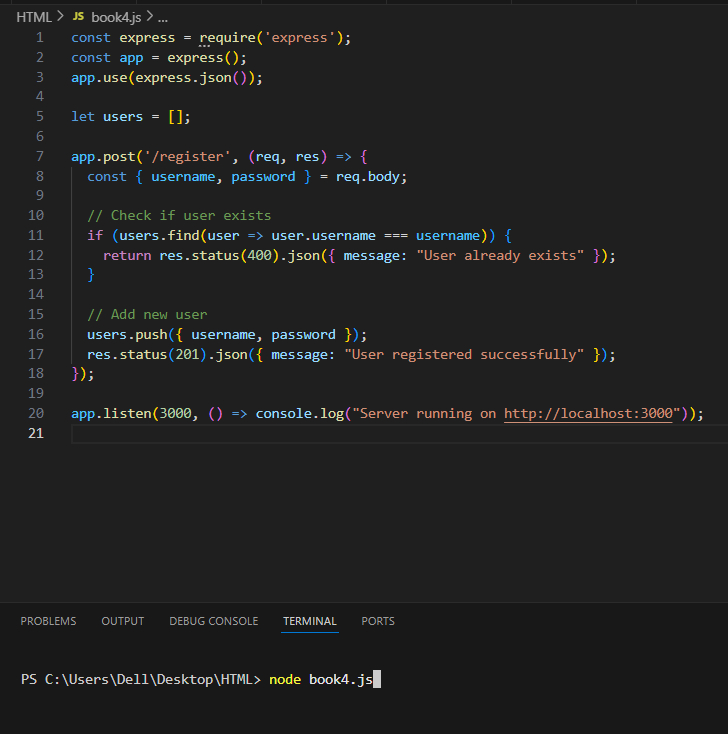 HTML > JS book4.js > ...
1 const express = require('express');
2 const app = express();
3 app.use(express.json());
4
5 let users = [];
6
7 app.post('/register', (req, res) => {
8   const { username, password } = req.body;
9
10   // Check if user exists
11   if (users.find(user => user.username === username)) {
12     return res.status(400).json({ message: "User already exists" });
13   }
14
15   // Add new user
16   users.push({ username, password });
17   res.status(201).json({ message: "User registered successfully" });
18 });
19
20 app.listen(3000, () => console.log("Server running on http://localhost:3000"));
21
PROBLEMS OUTPUT DEBUG CONSOLE TERMINAL PORTS
PS C:\Users\Dell\Desktop\HTML> node book4.js